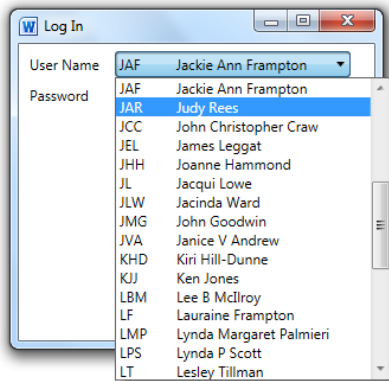 W Log In
User Name JAF Jackie Ann Frampton
Password
JAF Jackie Ann Frampton
JAR Judy Rees
JCC John Christopher Craw
JEL James Leggat
JHH Joanne Hammond
JL Jacqui Lowe
JLW Jacinda Ward
JMG John Goodwin
JVA Janice V Andrew
KHD Kiri Hill-Dunne
KJJ Ken Jones
LBM Lee B McIlroy
LF Lauraine Frampton
LMP Lynda Margaret Palmieri
LPS Lynda P Scott
LT Lesley Tillman